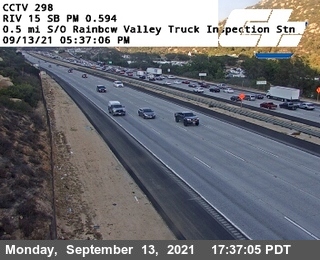 CCTV 298
RIV 15 SB PM 0.594
0.5 mi S/O Rainbow Valley Truck Inspection Stn
09/13/21 05:37:06 PM
Monday, September 13, 2021 17:37:05 PDT